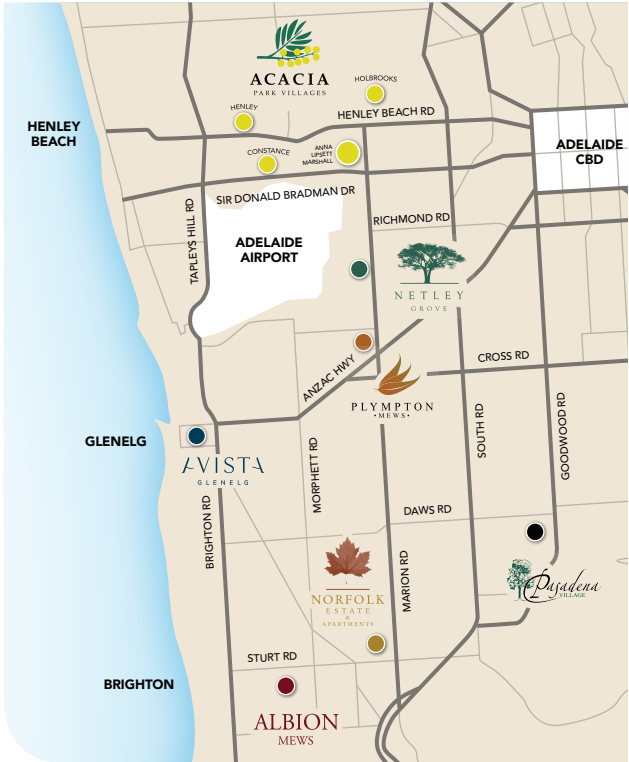 ACACIA
PARK VILLAGES
HOLBROOKS
HENLEY
HENLEY BEACH RD
HENLEY
BEACH
ADELAIDE
CBD
CONSTANCE
ANNA
LIPSETT
MARSHALL
SIR DONALD BRADMAN DR
TAPLEYS HILL RD
RICHMOND RD
ADELAIDE
AIRPORT
NETLEY
GROVE
ANZAC HWY
CROSS RD
PLYMPTON
•MEWS•
GLENELG
AVISTA
GLENELG
MORPHETT RD
SOUTH RD
GOODWOOD RD
BRIGHTON RD
DAWS RD
MARION RD
Pasadena
VILLAGE
NORFOLK
ESTATE
&
APARTMENTS
STURT RD
BRIGHTON
ALBION
MEWS